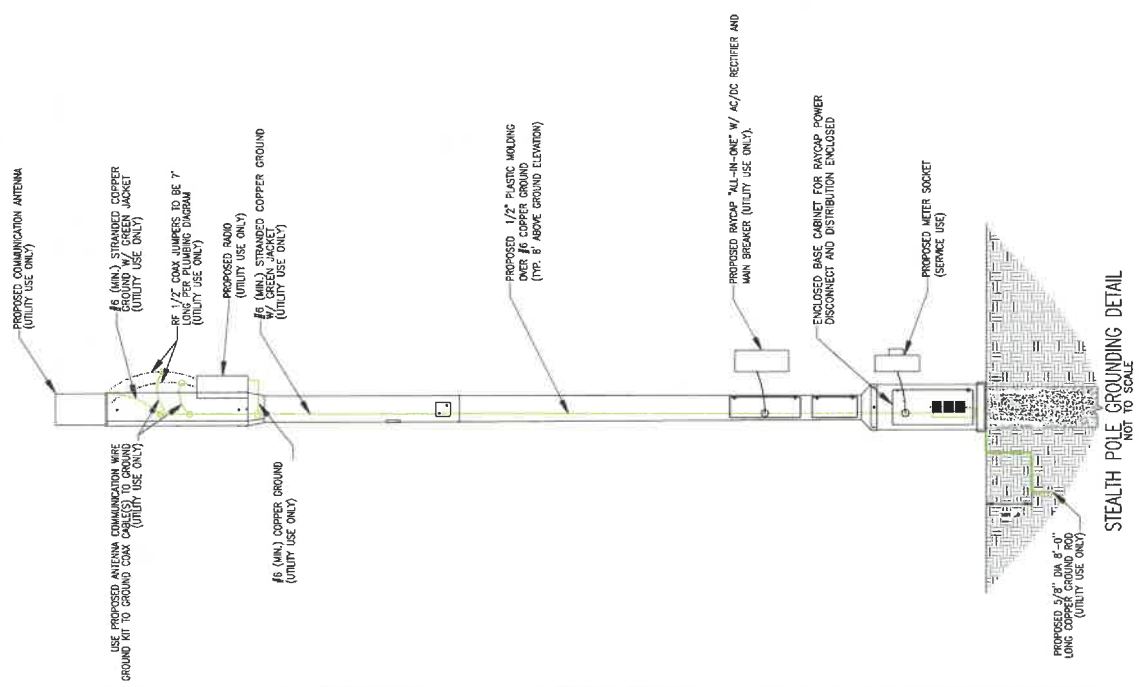 PROPOSED COMMUNICATION ANTENNA
(UTILITY USE ONLY)
#6 (MIN.) STRANDED COPPER
GROUND W/ GREEN JACKET
(UTILITY USE ONLY)
RF 1/2" COAX JUMPERS TO BE 7'
LONG PER PLUMBING DIAGRAM
(UTILITY USE ONLY)
PROPOSED RADIO
(UTILITY USE ONLY)
#6 (MIN.) STRANDED COPPER GROUND
W/ GREEN JACKET
(UTILITY USE ONLY)
USE PROPOSED ANTENNA COMMUNICATION WIRE
GROUND KIT TO GROUND COAX CABLE(S) TO GROUND
(UTILITY USE ONLY)
#6 (MIN.) COPPER GROUND
(UTILITY USE ONLY)
PROPOSED 1/2" PLASTIC MOLDING
OVER #6 COPPER GROUND
(TYP. 8' ABOVE GROUND ELEVATION)
PROPOSED RAYCAP "ALL-IN-ONE" W/ AC/DC RECTIFIER AND
MAIN BREAKER (UTILITY USE ONLY).
ENCLOSED BASE CABINET FOR RAYCAP POWER
DISCONNECT AND DISTRIBUTION ENCLOSED
PROPOSED METER SOCKET
(SERVICE USE)
PROPOSED 5/8" DIA 8'-0"
LONG COPPER GROUND ROD
(UTILITY USE ONLY)
STEALTH POLE GROUNDING DETAIL
NOT TO SCALE